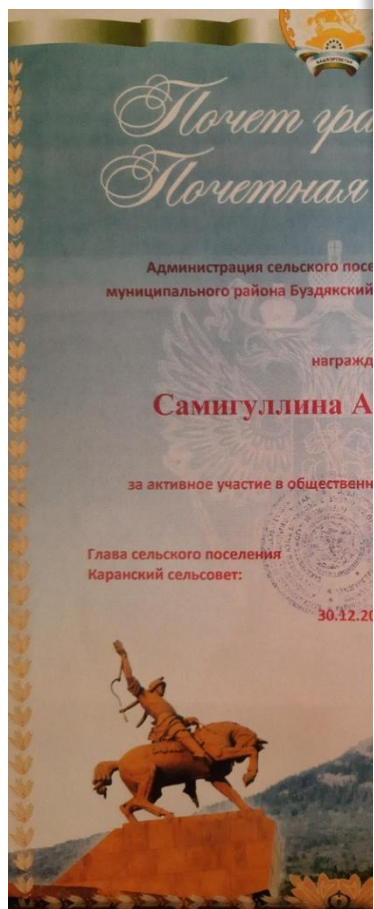 БАШКОРТОСТАН
Почет гра
Почетная
Администрация сельского посе
муниципального района Буздякский
награжд
Самигуллина А
за активное участие в общественн
Глава сельского поселения
Каранский сельсовет:
30.12.20